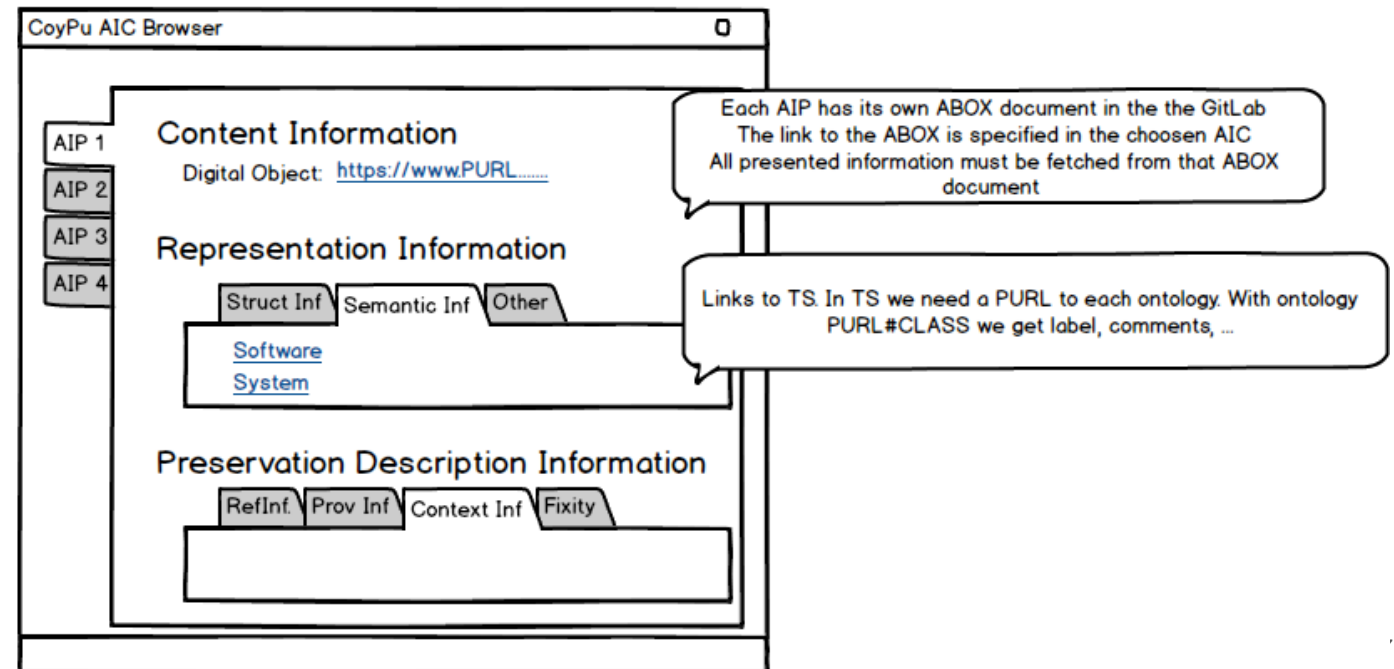 CoyPu AIC Browser
AIP 1
AIP 2
AIP 3
AIP 4
Content Information
Digital Object: https://www.PURL.......
Representation Information
Struct Inf
Semantic Inf
Other
Software
System
Preservation Description Information
RefInf.
Prov Inf
Context Inf
Fixity
Each AIP has its own ABOX document in the the GitLab
The link to the ABOX is specified in the choosen AIC
All presented information must be fetched from that ABOX
document
Links to TS. In TS we need a PURL to each ontology. With ontology
PURL#CLASS we get label, comments, ...